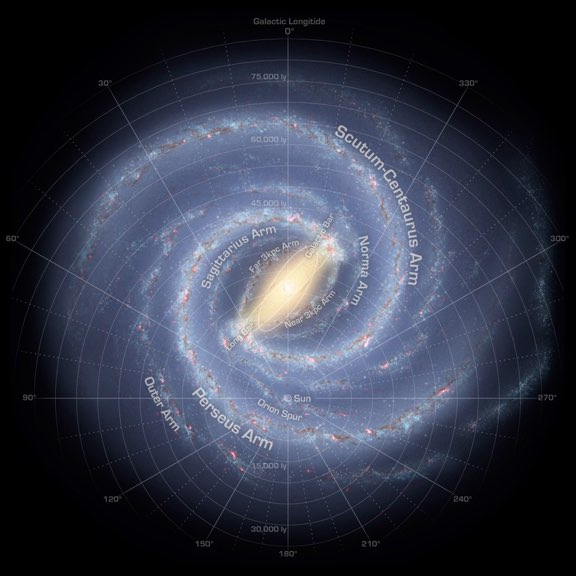 Galactic Longitide
0°
30°
330°
75,000 ly
60,000 ly
Scutum-Centaurus Arm
45,000 ly
Sagittarius Arm
Far 3kpc Arm
Galactic Bar
Norma Arm
60°
300°
Near 3kpc Arm
Long Bar
90°
Sun
270°
Orion Spur
Outer Arm
Perseus Arm
15,000 ly
120°
240°
30,000 ly
150°
210°
180°